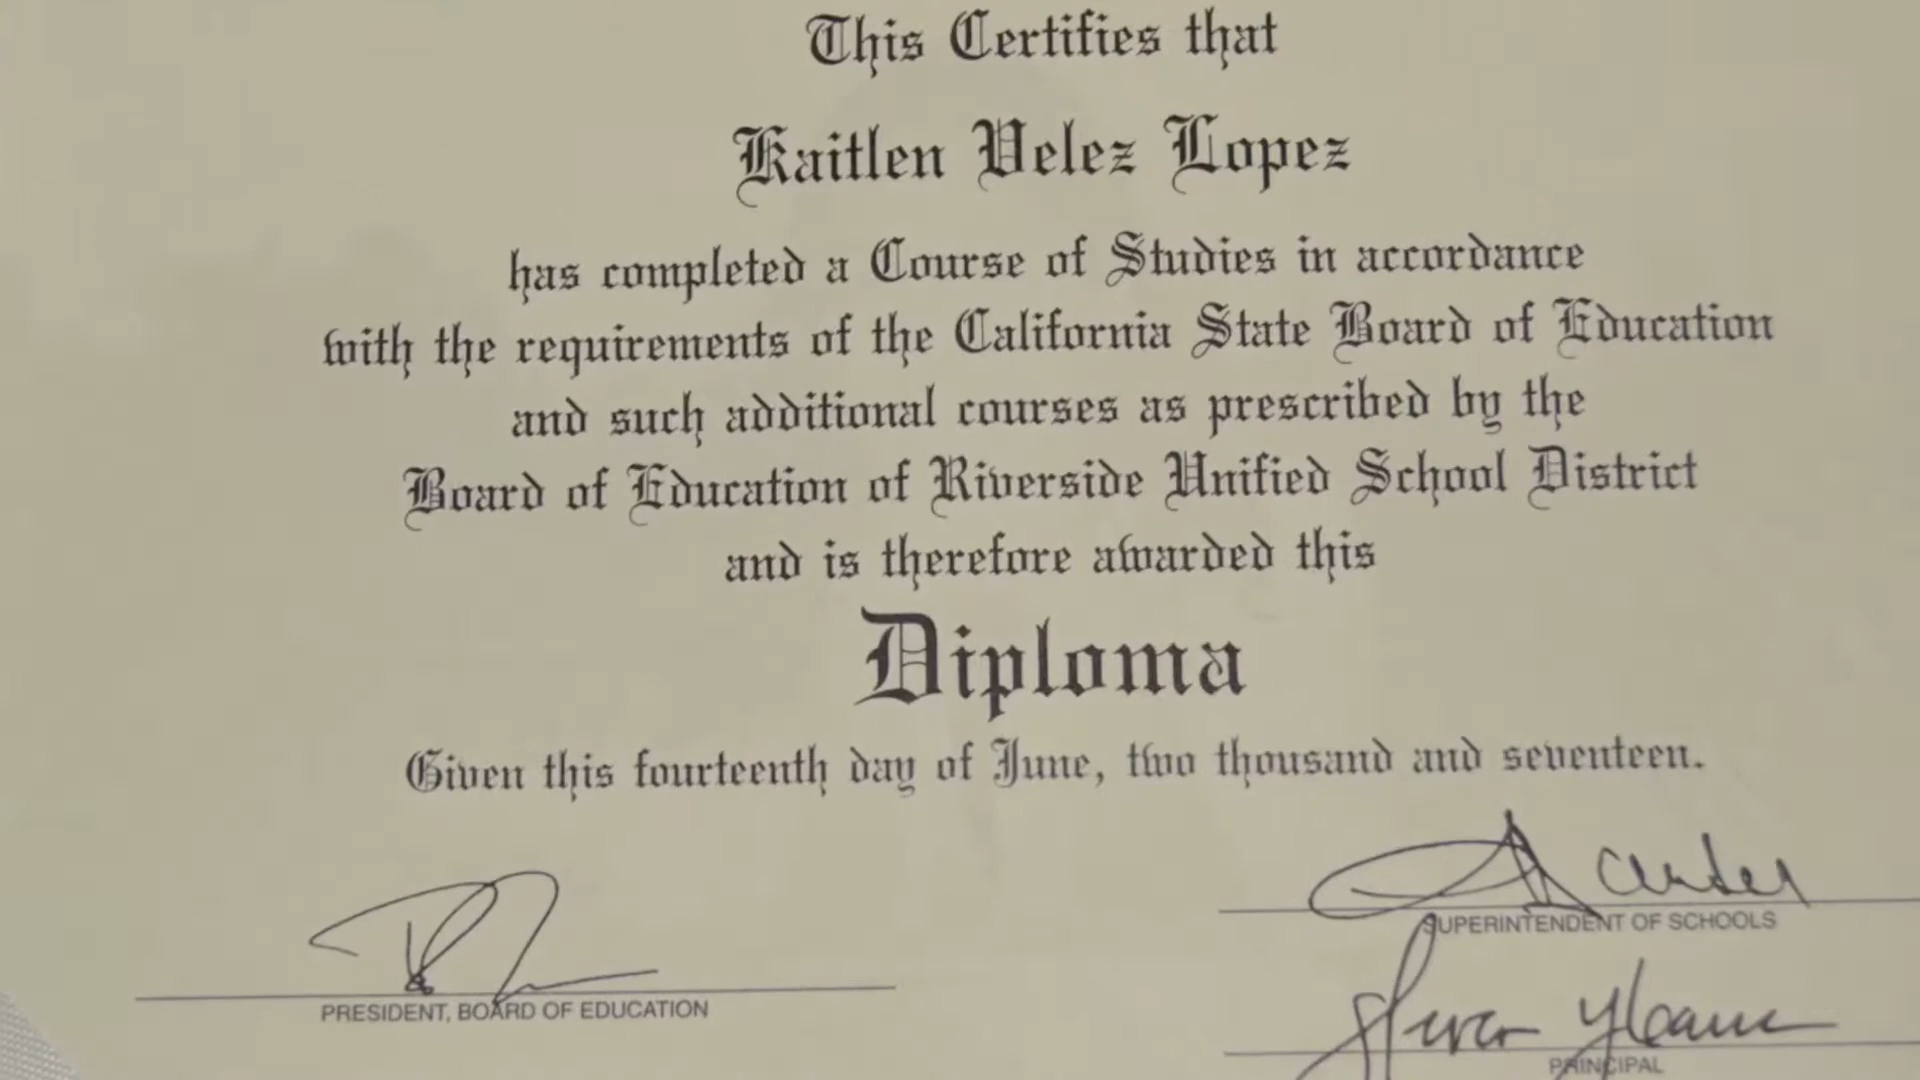 This Certifies that
Kaitlen Velez Lopez
has completed a Course of Studies in accordance
with the requirements of the California State Board of Education
and such additional courses as prescribed by the
Board of Education of Riverside Unified School District
and is therefore awarded this
Diploma
Given this fourteenth day of June, two thousand and seventeen.
SUPERINTENDENT OF SCHOOLS
PRESIDENT, BOARD OF EDUCATION
PRINCIPAL